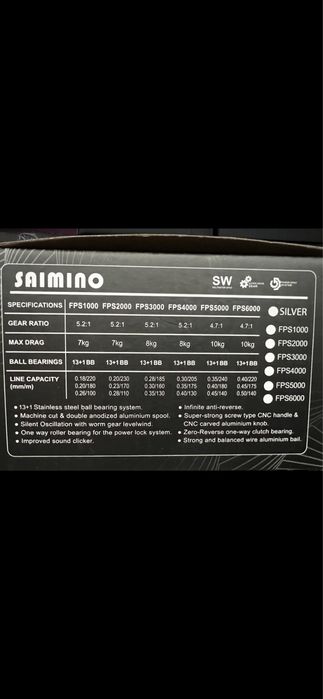 SAIMINO SW
SPECIFICATIONS FPS1000 FPS2000 FPS3000 FPS4000 FPS5000 FPS6000
GEAR RATIO 5.2:1 5.2:1 5.2:1 5.2:1 4.7:1 4.7:1
MAX DRAG 7kg 7kg 8kg 8kg 10kg 10kg
BALL BEARINGS 13+1BB 13+1BB 13+1BB 13+1BB 13+1BB 13+1BB
LINE CAPACITY 0.18/220 0.20/230 0.28/185 0.30/205 0.35/240 0.40/220
(mm/m) 0.20/180 0.23/170 0.30/160 0.35/175 0.40/180 0.45/175
0.26/100 0.28/110 0.35/130 0.40/130 0.45/140 0.50/140
SILVER
FPS1000
FPS2000
FPS3000
FPS4000
FPS5000
FPS6000
• 13+1 Stainless steel ball bearing system.
• Machine cut & double anodized aluminium spool.
• Silent Oscillation with worm gear levelwind.
• One way roller bearing for the power lock system.
• Improved sound clicker.
• Infinite anti-reverse.
• Super-strong screw type CNC handle &
CNC carved aluminium knob.
• Zero-Reverse one-way clutch bearing.
• Strong and balanced wire aluminium bail.